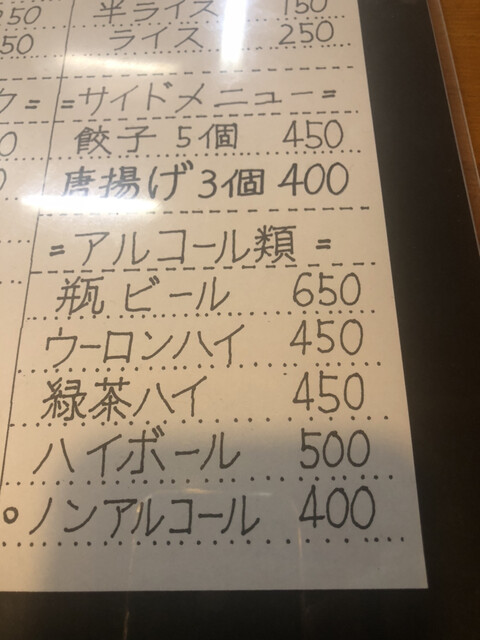 半ライス 150
ライス 250
=サイドメニュー=
餃子 5個 450
唐揚げ 3個 400
=アルコール類=
瓶ビール 650
ウーロンハイ 450
緑茶ハイ 450
ハイボール 500
ノンアルコール 400